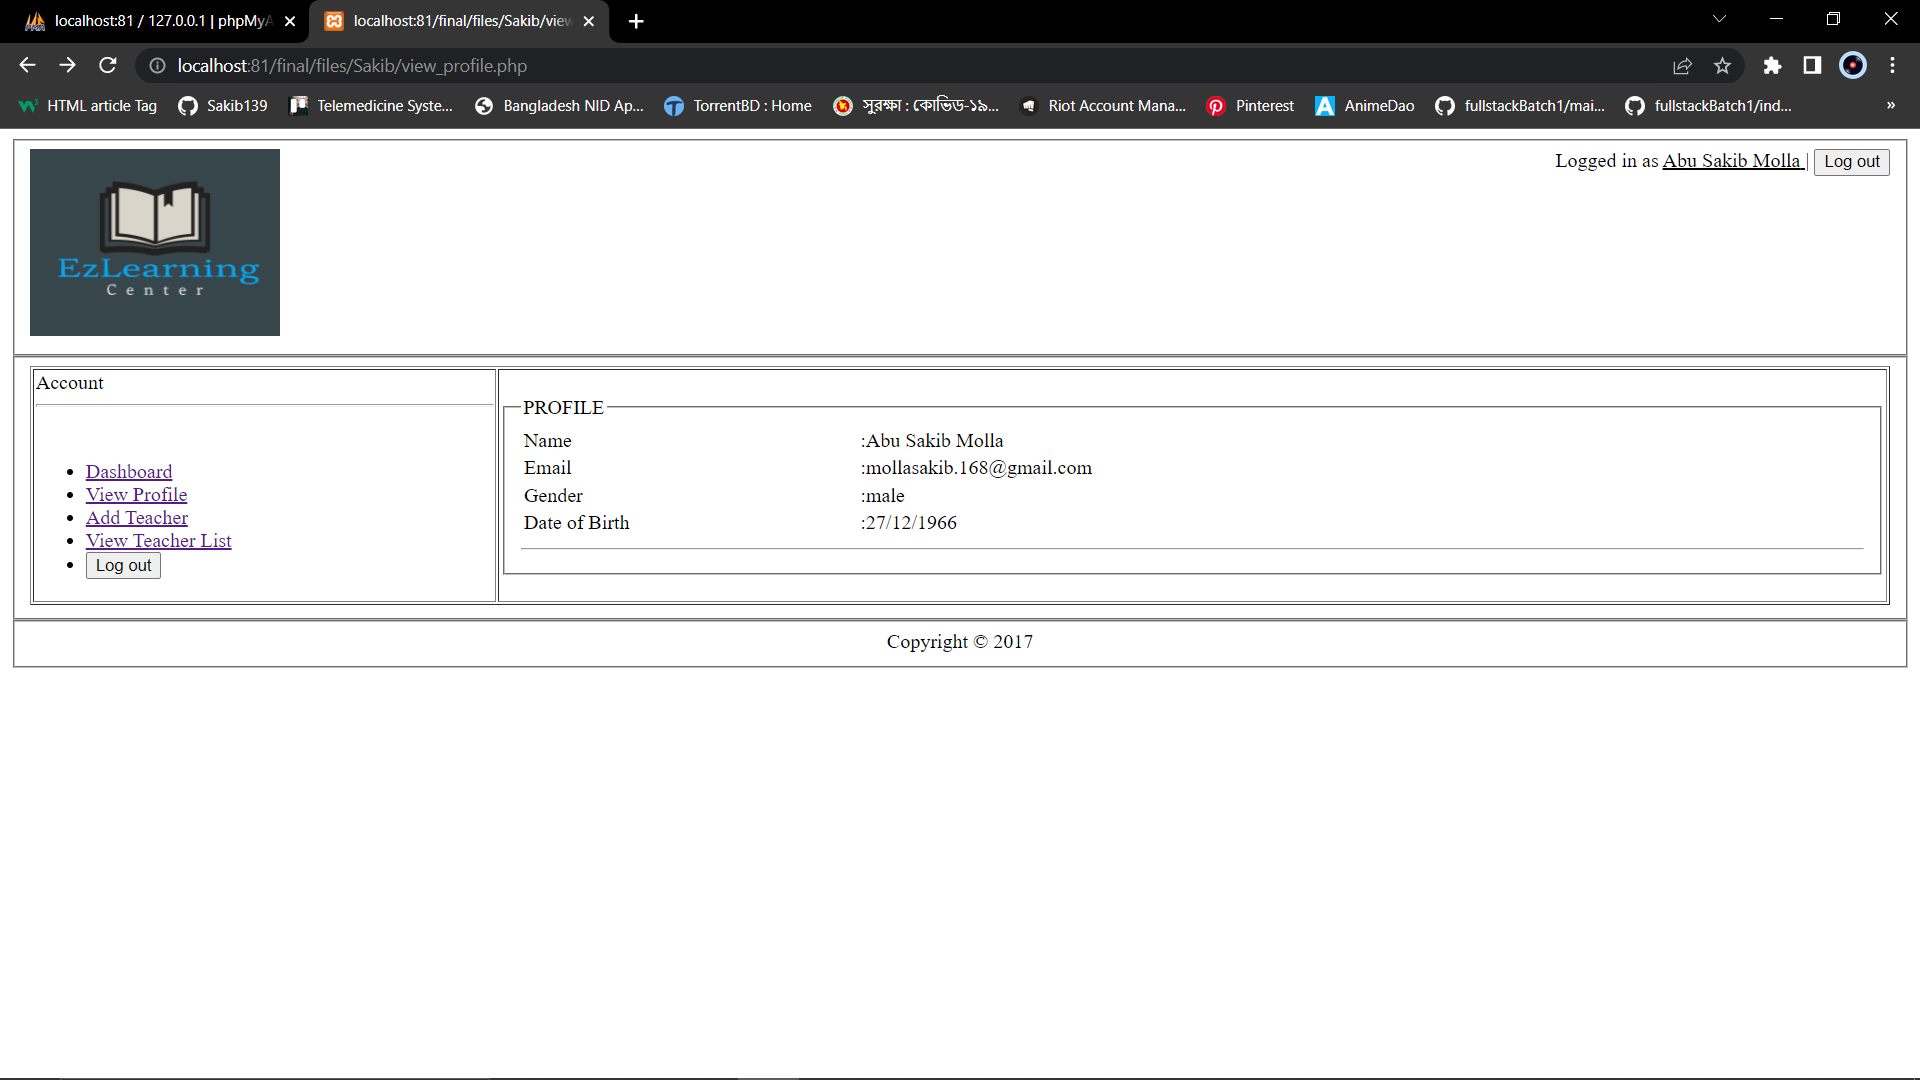 localhost:81 / 127.0.0.1 | phpMyA
localhost:81/final/files/Sakib/view
localhost:81/final/files/Sakib/view_profile.php
HTML article Tag
Sakib139
Telemedicine Syste...
Bangladesh NID Ap...
TorrentBD : Home
সুরক্ষা : কোভিড-১৯...
Riot Account Mana...
Pinterest
AnimeDao
fullstackBatch1/mai...
fullstackBatch1/ind...
»
EzLearning
Center
Logged in as Abu Sakib Molla | Log out
Account
Dashboard
View Profile
Add Teacher
View Teacher List
Log out
PROFILE
Name :Abu Sakib Molla
Email :mollasakib.168@gmail.com
Gender :male
Date of Birth :27/12/1966
Copyright © 2017